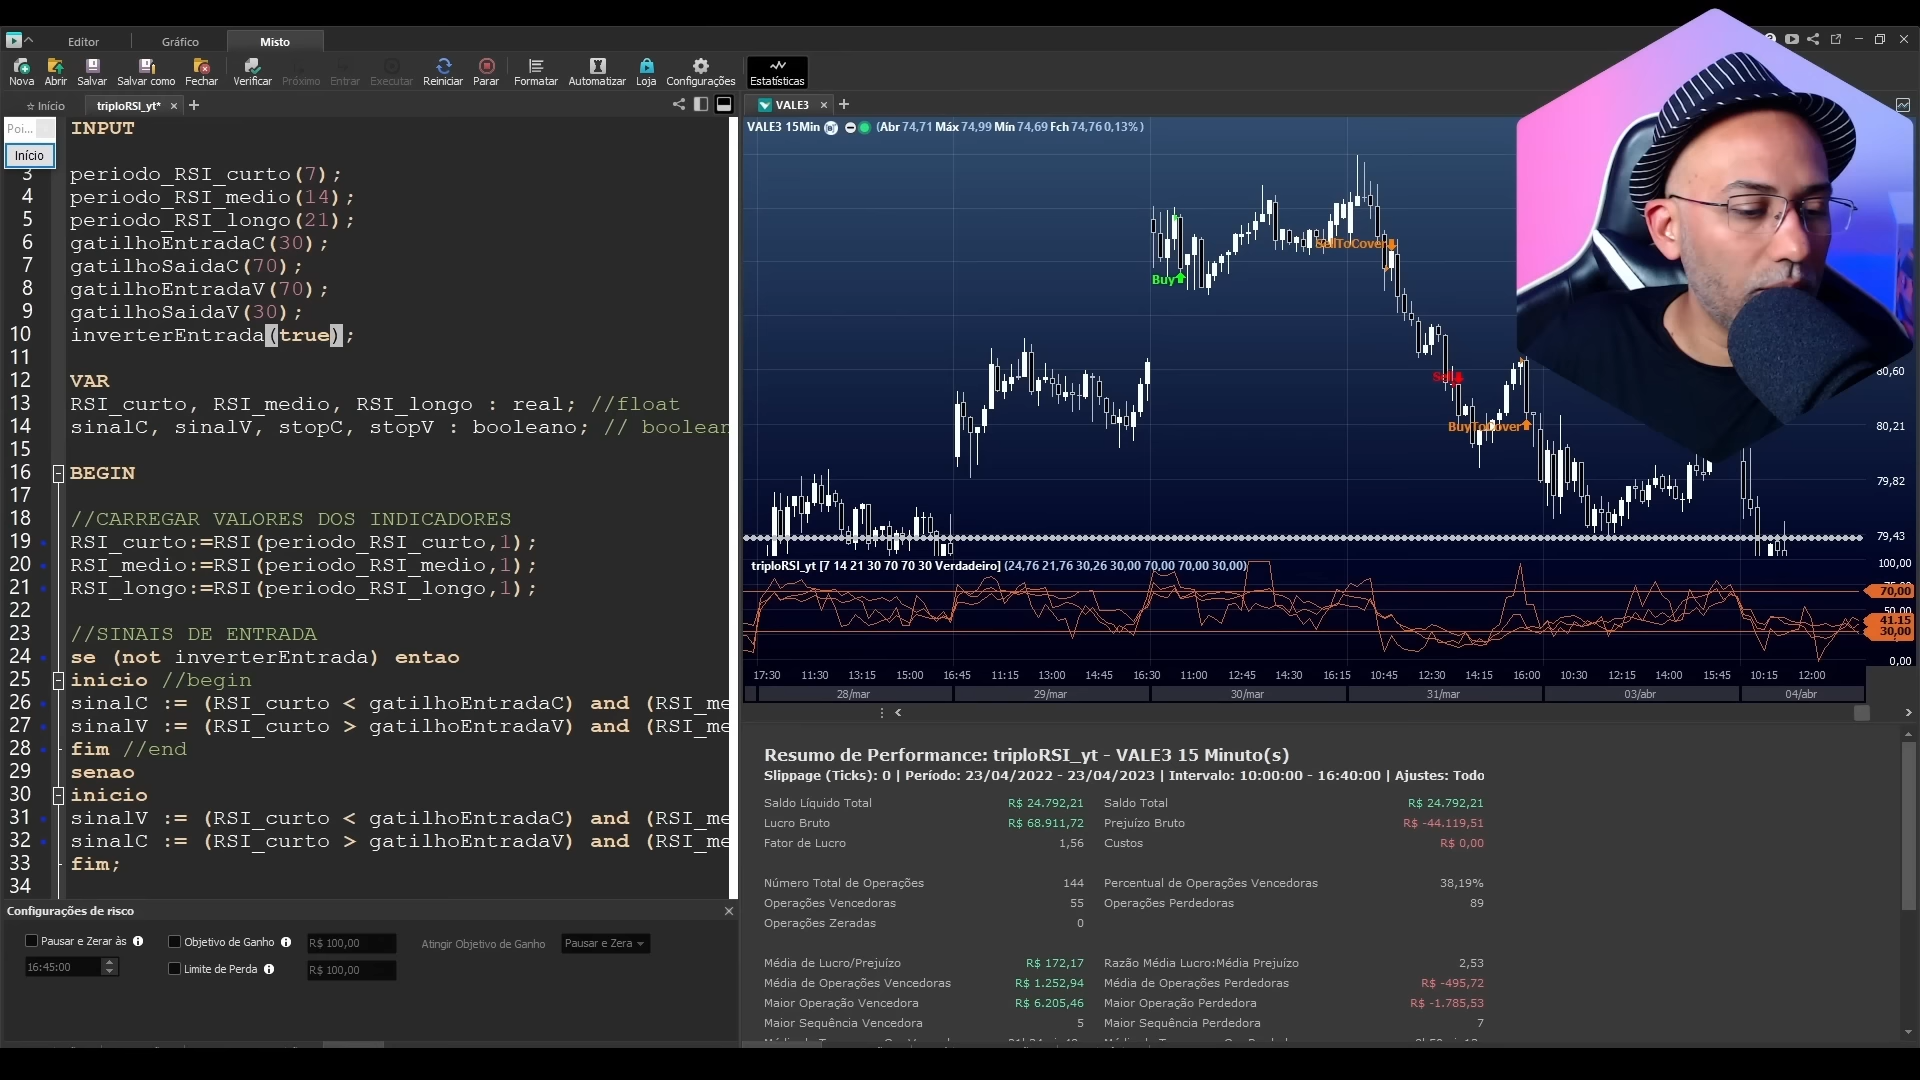 Editor
Gráfico
Misto
Nova
Abrir
Salvar
Salvar como
Fechar
Verificar
Próximo
Entrar
Executar
Reiniciar
Parar
Formatar
Automatizar
Loja
Configurações
Estatísticas
☆ Início
triploRSI_yt*
Poi...
Início
INPUT
3 periodo_RSI_curto(7);
4 periodo_RSI_medio(14);
5 periodo_RSI_longo(21);
6 gatilhoEntradaC(30);
7 gatilhoSaidaC(70);
8 gatilhoEntradaV(70);
9 gatilhoSaidaV(30);
10 inverterEntrada(true);
11
12 VAR
13 RSI_curto, RSI_medio, RSI_longo : real; //float
14 sinalC, sinalV, stopC, stopV : booleano; // boolean
15
16 BEGIN
17
18 //CARREGAR VALORES DOS INDICADORES
19 RSI_curto:=RSI(periodo_RSI_curto,1);
20 RSI_medio:=RSI(periodo_RSI_medio,1);
21 RSI_longo:=RSI(periodo_RSI_longo,1);
22
23 //SINAIS DE ENTRADA
24 se (not inverterEntrada) entao
25 inicio //begin
26 sinalC := (RSI_curto < gatilhoEntradaC) and (RSI_me
27 sinalV := (RSI_curto > gatilhoEntradaV) and (RSI_me
28 fim //end
29 senao
30 inicio
31 sinalV := (RSI_curto < gatilhoEntradaC) and (RSI_me
32 sinalC := (RSI_curto > gatilhoEntradaV) and (RSI_me
33 fim;
34
Configurações de risco
Pausar e Zerar às
16:45:00
Objetivo de Ganho
R$ 100,00
Atingir Objetivo de Ganho
Pausar e Zera
Limite de Perda
R$ 100,00
VALE3
VALE3 15Min (Abr 74,71 Máx 74,99 Mín 74,69 Fch 74,76 0,13%)
Buy
SellToCover
BuyToCover
80,60
80,21
79,82
79,43
triploRSI_yt [7 14 21 30 70 70 30 Verdadeiro] (24,76 21,76 30,26 30,00 70,00 70,00 30,00)
100,00
70,00
50,00
41.15
30,00
0,00
17:30 11:30 13:15 15:00 16:45 11:15 13:00 14:45 16:30 11:00 12:45 14:30 16:15 10:45 12:30 14:15 16:00 10:30 12:15 14:00 15:45 10:15 12:00
28/mar 29/mar 30/mar 31/mar 03/abr 04/abr
Resumo de Performance: triploRSI_yt - VALE3 15 Minuto(s)
Slippage (Ticks): 0 | Período: 23/04/2022 - 23/04/2023 | Intervalo: 10:00:00 - 16:40:00 | Ajustes: Todo
Saldo Líquido Total R$ 24.792,21 Saldo Total R$ 24.792,21
Lucro Bruto R$ 68.911,72 Prejuízo Bruto R$ -44.119,51
Fator de Lucro 1,56 Custos R$ 0,00
Número Total de Operações 144 Percentual de Operações Vencedoras 38,19%
Operações Vencedoras 55 Operações Perdedoras 89
Operações Zeradas 0
Média de Lucro/Prejuízo R$ 172,17 Razão Média Lucro:Média Prejuízo 2,53
Média de Operações Vencedoras R$ 1.252,94 Média de Operações Perdedoras R$ -495,72
Maior Operação Vencedora R$ 6.205,46 Maior Operação Perdedora R$ -1.785,53
Maior Sequência Vencedora 5 Maior Sequência Perdedora 7